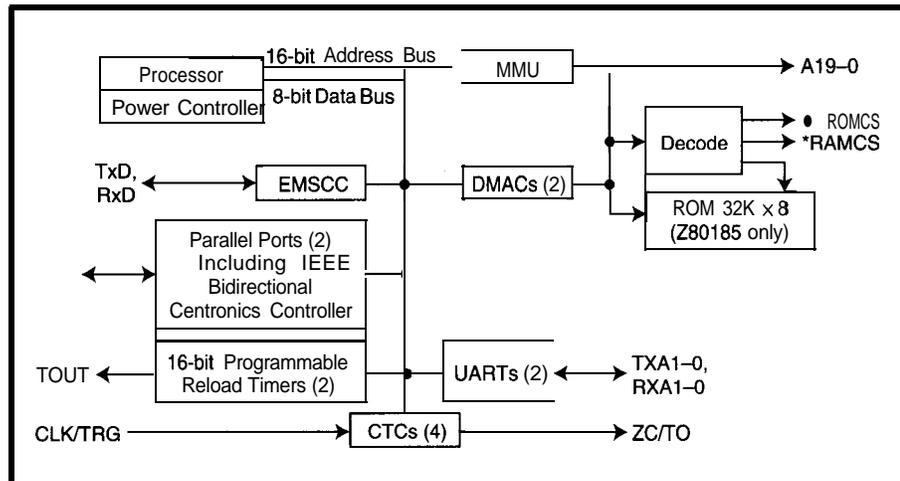 16-bit Address Bus
Processor
Power Controller
8-bit Data Bus
MMU
A19–0
Decode
● ROMCS
*RAMCS
TxD,
RxD
EMSCC
DMACs (2)
ROM 32K × 8
(Z80185 only)
Parallel Ports (2)
Including IEEE
Bidirectional
Centronics Controller
TOUT
16-bit Programmable
Reload Timers (2)
UARTs (2)
TXA1–0,
RXA1–0
CLK/TRG
CTCs (4)
ZC/TO